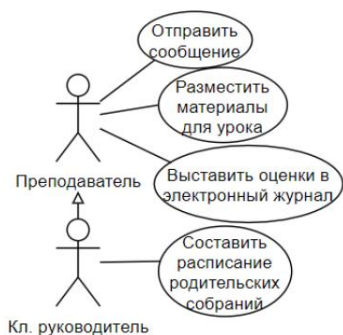 Отправить
сообщение
Разместить
материалы
для урока
Преподаватель
Выставить оценки в
электронный журнал
Составить
расписание
родительских
собраний
Кл. руководитель